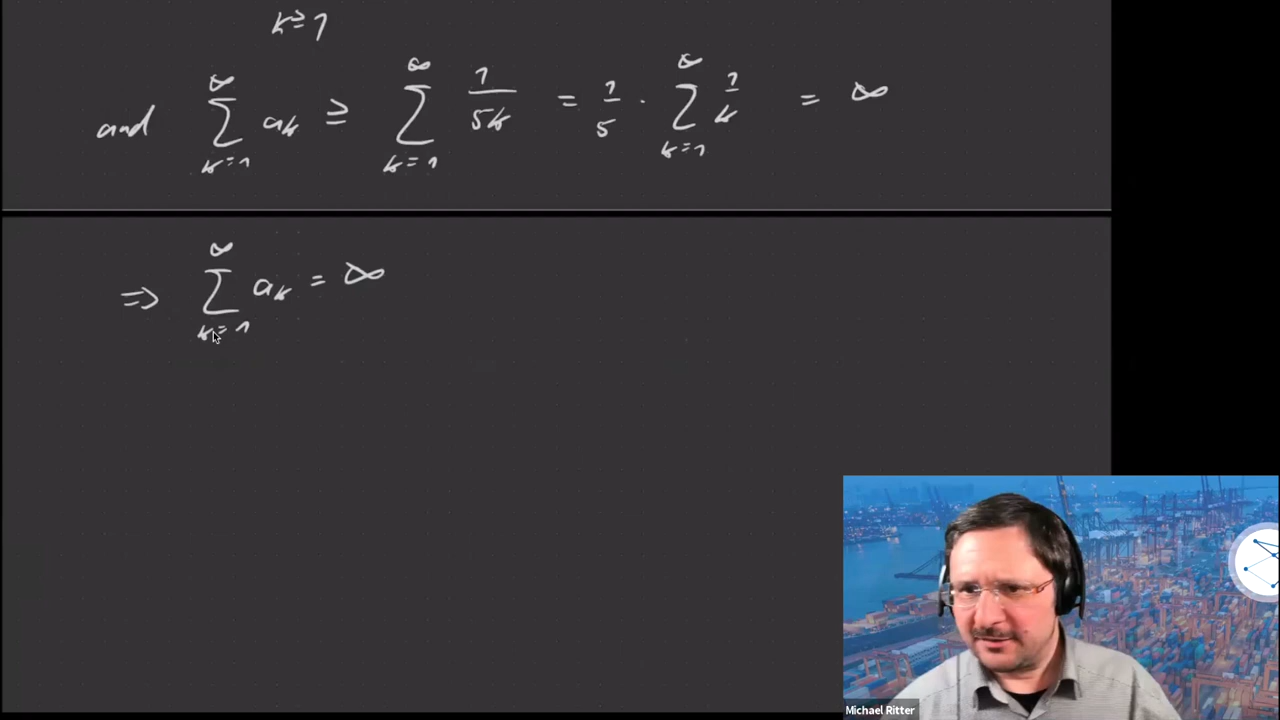 k≥1
and ∑_{k=1}^{∞} a_k ≥ ∑_{k=1}^{∞} 1/(5k) = 1/5 · ∑_{k=1}^{∞} 1/k = ∞
⇒ ∑_{k=1}^{∞} a_k = ∞
Michael Ritter